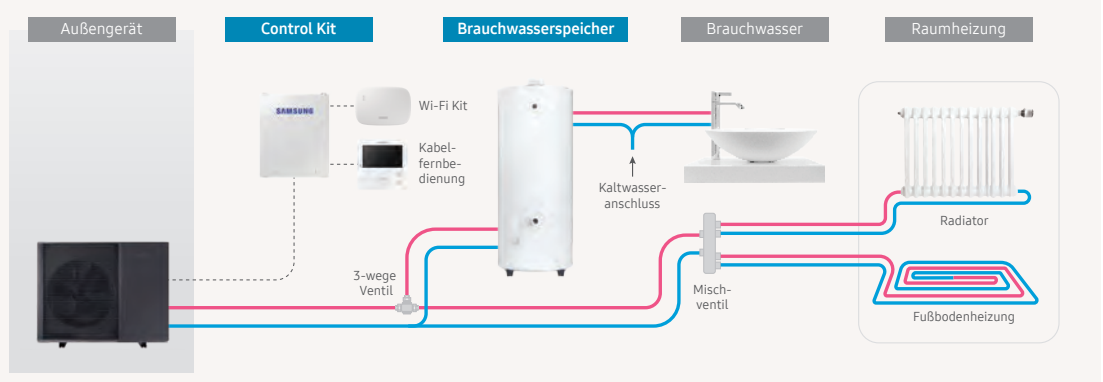 Außengerät
Control Kit
Brauchwasserspeicher
Brauchwasser
Raumheizung
SAMSUNG
Wi-Fi Kit
Kabel-
fernbe-
dienung
Kaltwasser-
anschluss
Radiator
3-wege
Ventil
Misch-
ventil
Fußbodenheizung